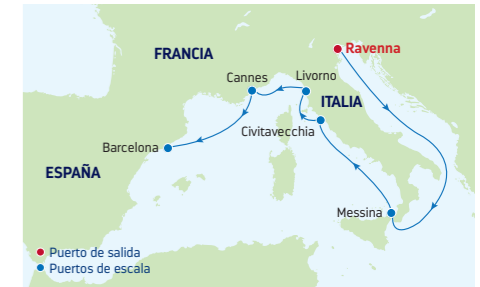 Ravenna
FRANCIA
Cannes
Livorno
ITALIA
Civitavecchia
Barcelona
ESPAÑA
Messina
Puerto de salida
Puertos de escala